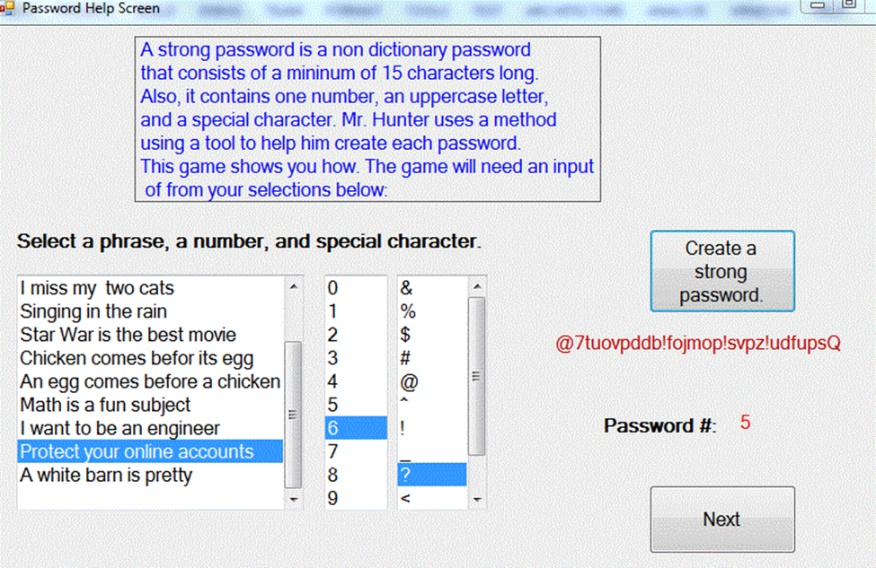 Password Help Screen
A strong password is a non dictionary password
that consists of a mininum of 15 characters long.
Also, it contains one number, an uppercase letter,
and a special character. Mr. Hunter uses a method
using a tool to help him create each password.
This game shows you how. The game will need an input
of from your selections below:
Select a phrase, a number, and special character.
I miss my two cats
Singing in the rain
Star War is the best movie
Chicken comes befor its egg
An egg comes before a chicken
Math is a fun subject
I want to be an engineer
Protect your online accounts
A white barn is pretty
0
1
2
3
4
5
6
7
8
9
&
%
$
#
@
^
!
_
?
<
Create a
strong
password.
@7tuovpddb!fojmop!svpz!udfupsQ
Password #: 5
Next